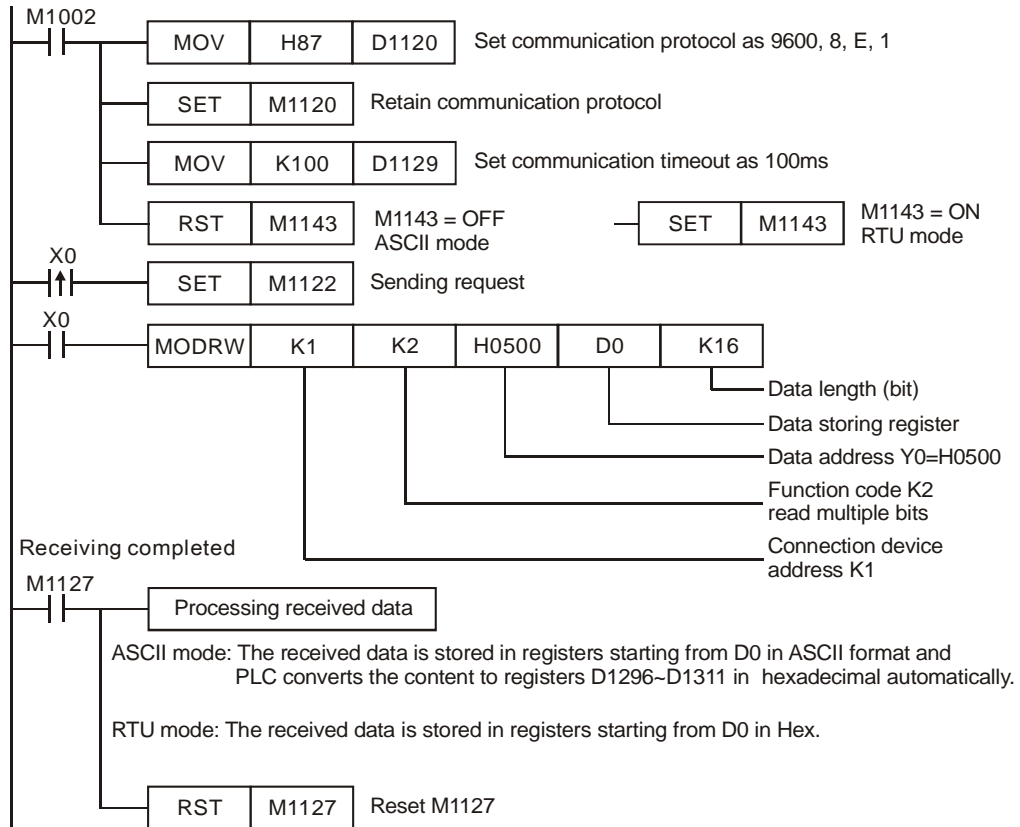 M1002
MOV H87 D1120 Set communication protocol as 9600, 8, E, 1
SET M1120 Retain communication protocol
MOV K100 D1129 Set communication timeout as 100ms
RST M1143 M1143 = OFF
ASCII mode
SET M1143 M1143 = ON
RTU mode
X0
SET M1122 Sending request
X0
MODRW K1 K2 H0500 D0 K16
Data length (bit)
Data storing register
Data address Y0=H0500
Function code K2
read multiple bits
Connection device
address K1
Receiving completed
M1127
Processing received data
ASCII mode: The received data is stored in registers starting from D0 in ASCII format and
PLC converts the content to registers D1296~D1311 in hexadecimal automatically.
RTU mode: The received data is stored in registers starting from D0 in Hex.
RST M1127 Reset M1127